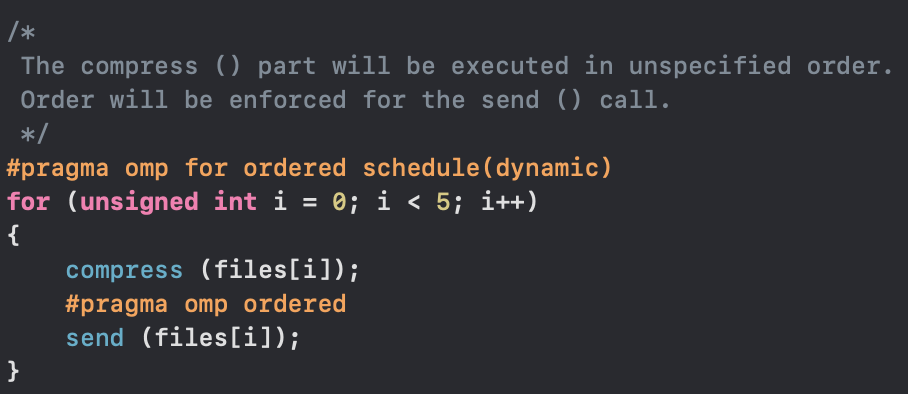 /*
 The compress () part will be executed in unspecified order.
 Order will be enforced for the send () call.
 */
#pragma omp for ordered schedule(dynamic)
for (unsigned int i = 0; i < 5; i++)
{
    compress (files[i]);
    #pragma omp ordered
    send (files[i]);
}